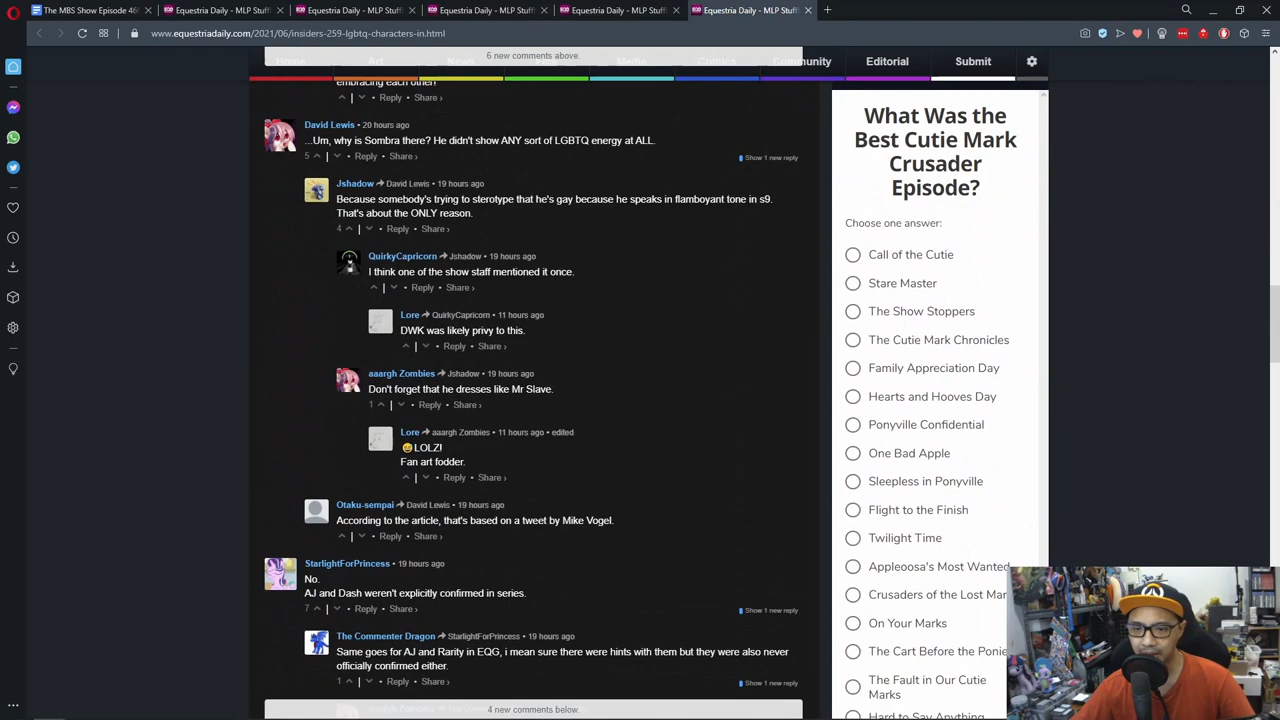 The MBS Show Episode 46
Equestria Daily - MLP Stuff
Equestria Daily - MLP Stu
Equestria Daily - MLP Stuff
Equestria Daily - MLP Stuff
Equestria Daily - MLP Stu
www.equestriadaily.com/2021/06/insiders-259-lgbtq-characters-in.html
6 new comments above.
Home Art News Media Comics Community Editorial Submit
embracing each other!
• Reply • Share ›
David Lewis • 20 hours ago
...Um, why is Sombra there? He didn't show ANY sort of LGBTQ energy at ALL.
5 • Reply • Share ›
Show 1 new reply
Jshadow David Lewis • 19 hours ago
Because somebody's trying to sterotype that he's gay because he speaks in flamboyant tone in s9.
That's about the ONLY reason.
4 • Reply • Share ›
QuirkyCapricorn Jshadow • 19 hours ago
I think one of the show staff mentioned it once.
• Reply • Share ›
Lore QuirkyCapricorn • 11 hours ago
DWK was likely privy to this.
• Reply • Share ›
aaargh Zombies Jshadow • 19 hours ago
Don't forget that he dresses like Mr Slave.
1 • Reply • Share ›
Lore aaargh Zombies • 11 hours ago • edited
😅LOLZ!
Fan art fodder.
• Reply • Share ›
Otaku-sempai David Lewis • 19 hours ago
According to the article, that's based on a tweet by Mike Vogel.
• Reply • Share ›
StarlightForPrincess • 19 hours ago
No.
AJ and Dash weren't explicitly confirmed in series.
7 • Reply • Share ›
Show 1 new reply
The Commenter Dragon StarlightForPrincess • 19 hours ago
Same goes for AJ and Rarity in EQG, i mean sure there were hints with them but they were also never
officially confirmed either.
1 • Reply • Share ›
Show 1 new reply
4 new comments below.
What Was the
Best Cutie Mark
Crusader
Episode?
Choose one answer:
Call of the Cutie
Stare Master
The Show Stoppers
The Cutie Mark Chronicles
Family Appreciation Day
Hearts and Hooves Day
Ponyville Confidential
One Bad Apple
Sleepless in Ponyville
Flight to the Finish
Twilight Time
Appleoosa's Most Wanted
Crusaders of the Lost Mar
On Your Marks
The Cart Before the Ponie
The Fault in Our Cutie
Marks
Hard to Say Anything